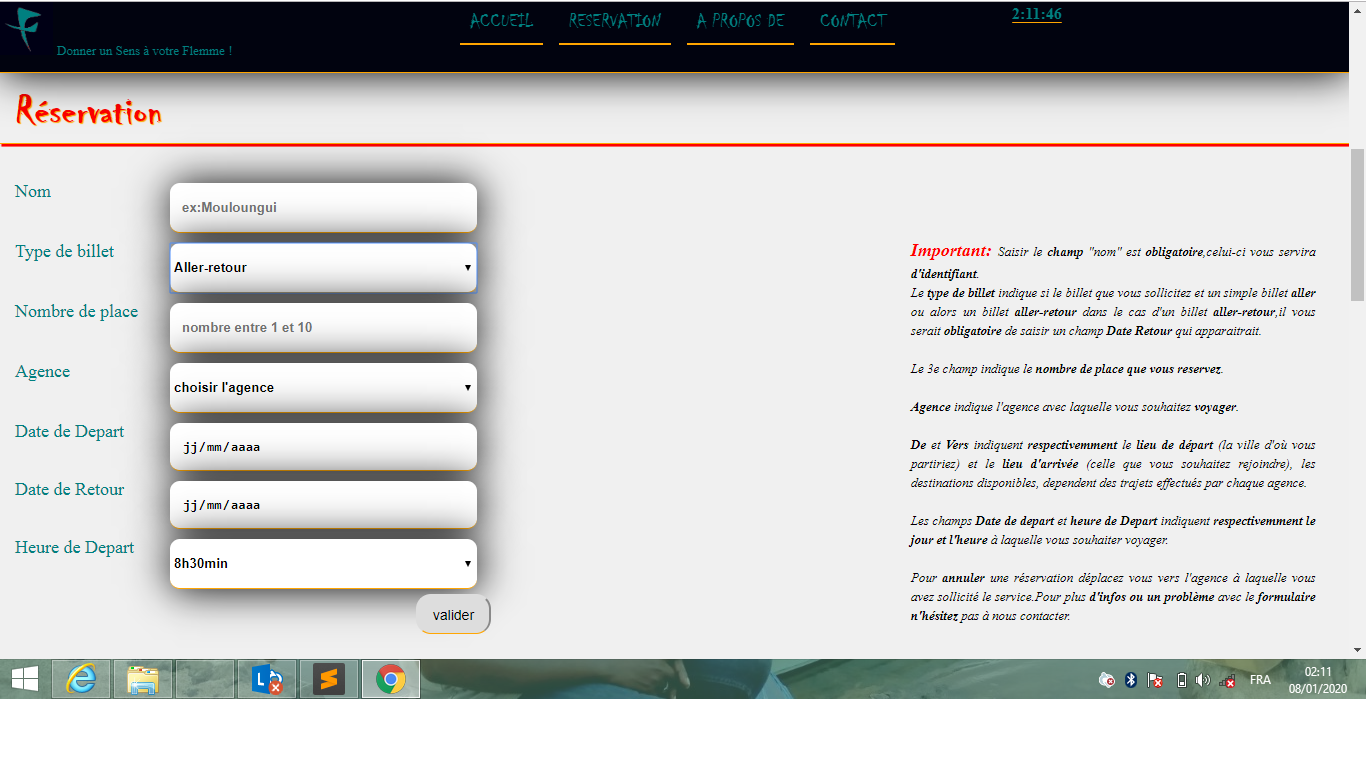 ACCUEIL RESERVATION A PROPOS DE CONTACT 2:11:46
Donner un Sens à votre Flemme !
Réservation
Nom
ex:Mouloungui
Type de billet
Aller-retour
Nombre de place
nombre entre 1 et 10
Agence
choisir l'agence
Date de Depart
jj/mm/aaaa
Date de Retour
jj/mm/aaaa
Heure de Depart
8h30min
valider
Important: Saisir le champ "nom" est obligatoire,celui-ci vous servira
d'identifiant.
Le type de billet indique si le billet que vous sollicitez et un simple billet aller
ou alors un billet aller-retour dans le cas d'un billet aller-retour,il vous
serait obligatoire de saisir un champ Date Retour qui apparaitrait.
Le 3e champ indique le nombre de place que vous reservez.
Agence indique l'agence avec laquelle vous souhaitez voyager.
De et Vers indiquent respectivemment le lieu de départ (la ville d'où vous
partiriez) et le lieu d'arrivée (celle que vous souhaitez rejoindre), les
destinations disponibles, dependent des trajets effectués par chaque agence.
Les champs Date de depart et heure de Depart indiquent respectivemment le
jour et l'heure à laquelle vous souhaiter voyager.
Pour annuler une réservation déplacez vous vers l'agence à laquelle vous
avez sollicité le service.Pour plus d'infos ou un problème avec le formulaire
n'hésitez pas à nous contacter.
FRA
02:11
08/01/2020